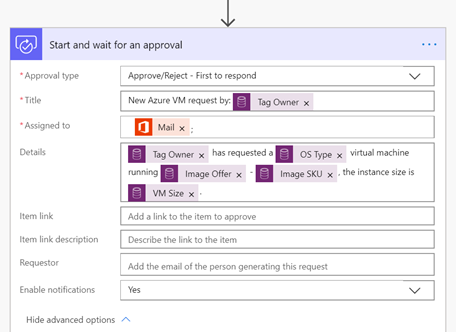 Start and wait for an approval
* Approval type
Approve/Reject - First to respond
* Title
New Azure VM request by: Tag Owner ×
* Assigned to
Mail × ;
Details
Tag Owner × has requested a OS Type × virtual machine
running Image Offer × - Image SKU × , the instance size is
VM Size × .
Item link
Add a link to the item to approve
Item link description
Describe the link to the item
Requestor
Add the email of the person generating this request
Enable notifications
Yes
Hide advanced options